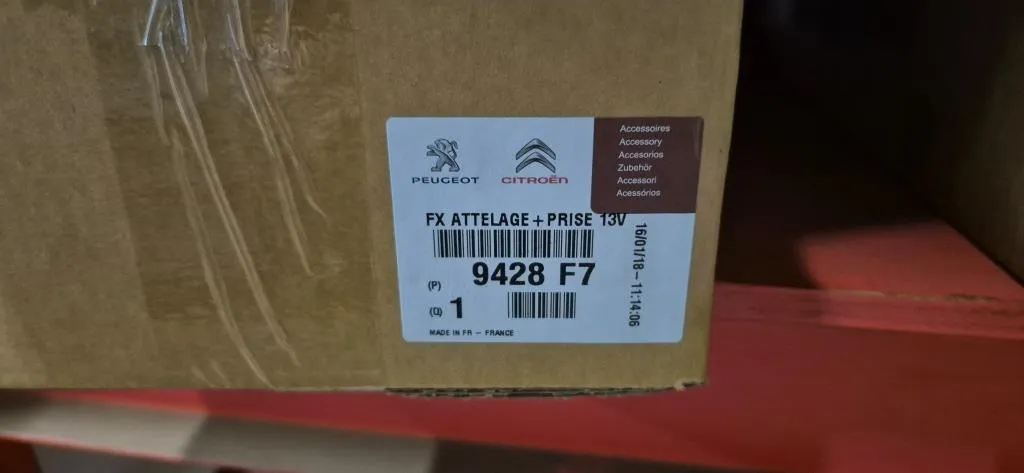 PEUGEOT
CITROËN
Accessoires
Accessory
Accesorios
Zubehör
Accessori
Acessórios
FX ATTELAGE + PRISE 13V
(P) 9428 F7
(Q) 1
MADE IN FR - FRANCE
16/01/18 - 11:14:06